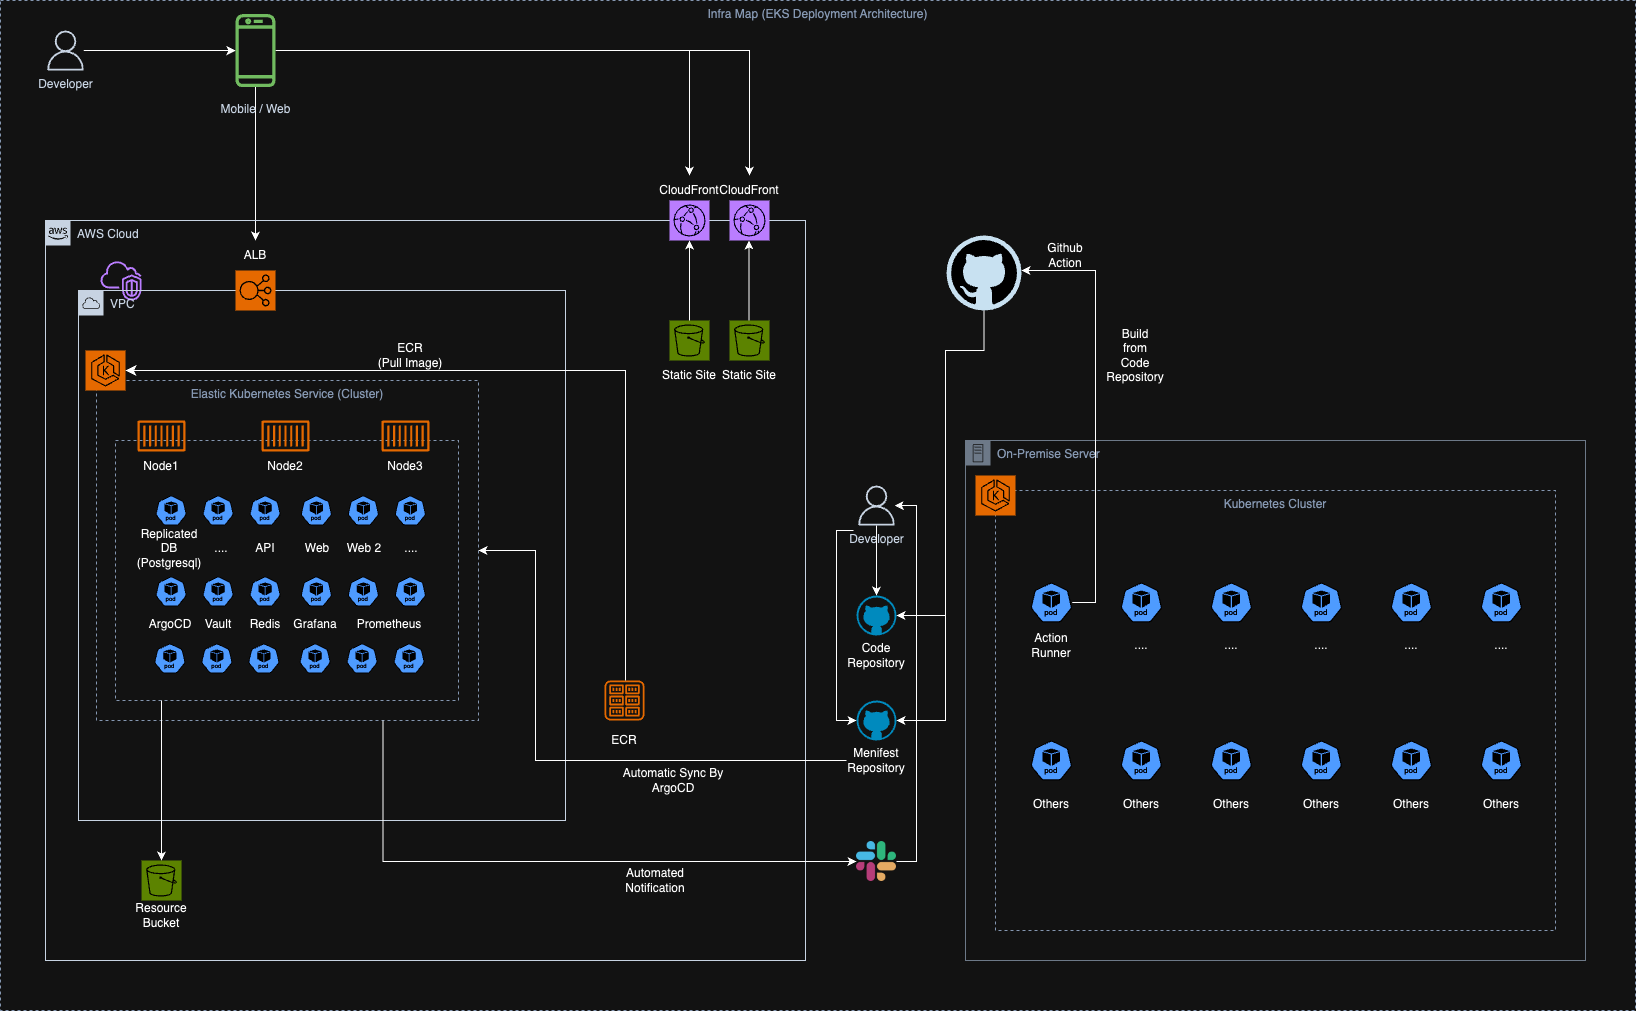 Infra Map (EKS Deployment Architecture)
Developer
Mobile / Web
CloudFront
CloudFront
aws
AWS Cloud
ALB
VPC
Static Site
Static Site
ECR
(Pull Image)
Elastic Kubernetes Service (Cluster)
Node1
Node2
Node3
pod
pod
pod
pod
pod
pod
Replicated
DB
(Postgresql)
....
API
Web
Web 2
....
pod
pod
pod
pod
pod
pod
ArgoCD
Vault
Redis
Grafana
Prometheus
pod
pod
pod
pod
pod
pod
ECR
Automatic Sync By
ArgoCD
Automated
Notification
Resource
Bucket
Github
Action
Build
from
Code
Repository
Developer
Code
Repository
Menifest
Repository
On-Premise Server
Kubernetes Cluster
pod
pod
pod
pod
pod
pod
Action
Runner
....
....
....
....
....
pod
pod
pod
pod
pod
pod
Others
Others
Others
Others
Others
Others